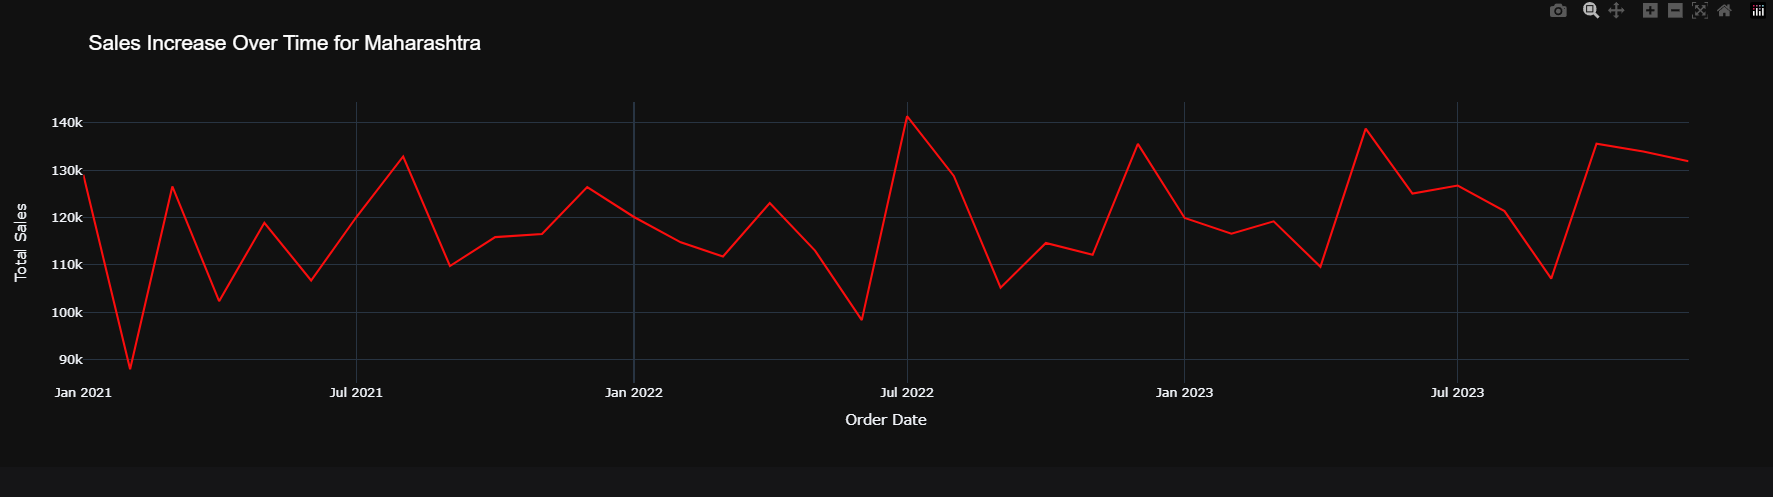 Sales Increase Over Time for Maharashtra
140k
130k
120k
110k
100k
90k
Total Sales
Jan 2021 Jul 2021 Jan 2022 Jul 2022 Jan 2023 Jul 2023
Order Date